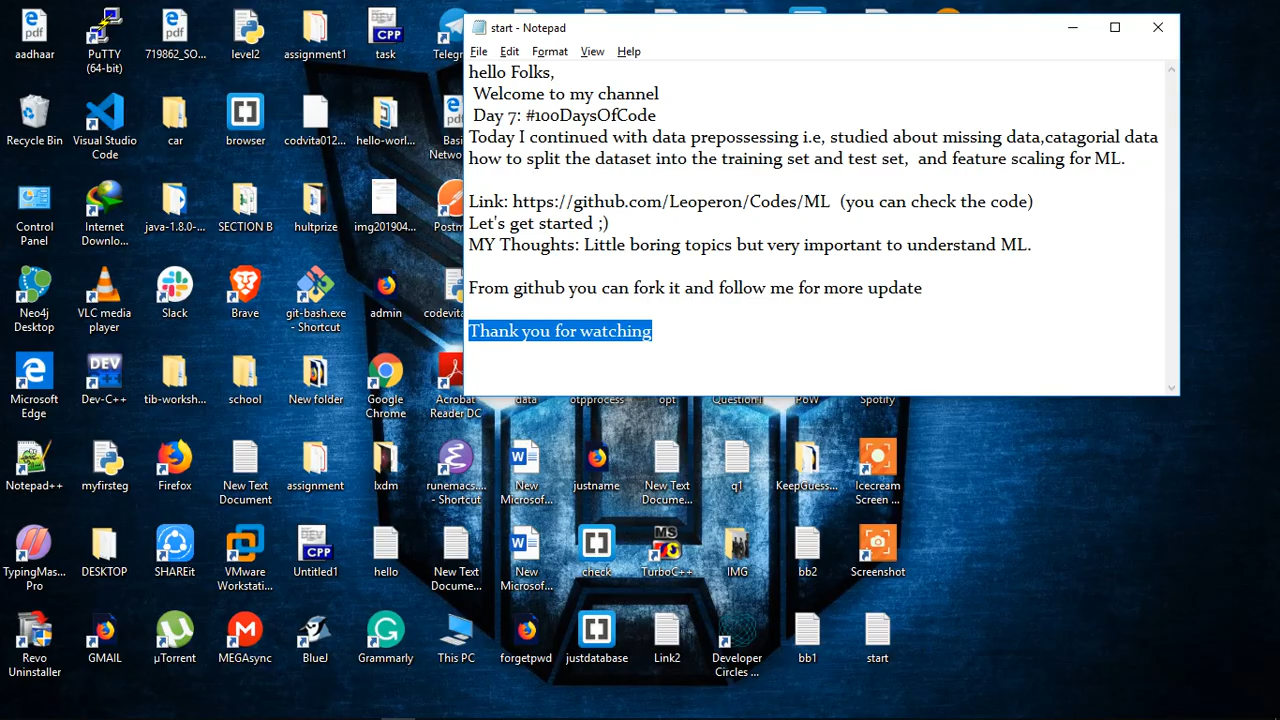 start - Notepad
File Edit Format View Help
hello Folks,
Welcome to my channel
Day 7: #100DaysOfCode
Today I continued with data prepossessing i.e, studied about missing data,catagorial data
how to split the dataset into the training set and test set,  and feature scaling for ML.
Link: https://github.com/Leoperon/Codes/ML  (you can check the code)
Let's get started ;)
MY Thoughts: Little boring topics but very important to understand ML.
From github you can fork it and follow me for more update
Thank you for watching
aadhaar
PuTTY
(64-bit)
719862_SO...
level2
assignment1
task
Recycle Bin
Visual Studio
Code
car
browser
codvita012...
hello-worl...
Control
Panel
Internet
Downlo...
java-1.8.0-...
SECTION B
hultprize
img201904...
Neo4j
Desktop
VLC media
player
Slack
Brave
git-bash.exe
- Shortcut
admin
Microsoft
Edge
Dev-C++
tib-worksh...
school
New folder
Google
Chrome
Acrobat
Reader DC
data
otpprocess
opt
PoW
Spotify
Notepad++
myfirsteg
Firefox
New Text
Document
assignment
lxdm
runemacs....
- Shortcut
New
Microsof...
justname
New Text
Docume...
q1
KeepGuess...
Icecream
Screen ...
TypingMas...
Pro
DESKTOP
SHAREit
VMware
Workstati...
Untitled1
hello
New Text
Docume...
New
Microsof...
check
TurboC++
IMG
bb2
Screenshot
Revo
Uninstaller
GMAIL
µTorrent
MEGAsync
BlueJ
Grammarly
This PC
forgetpwd
justdatabase
Link2
Developer
Circles ...
bb1
start